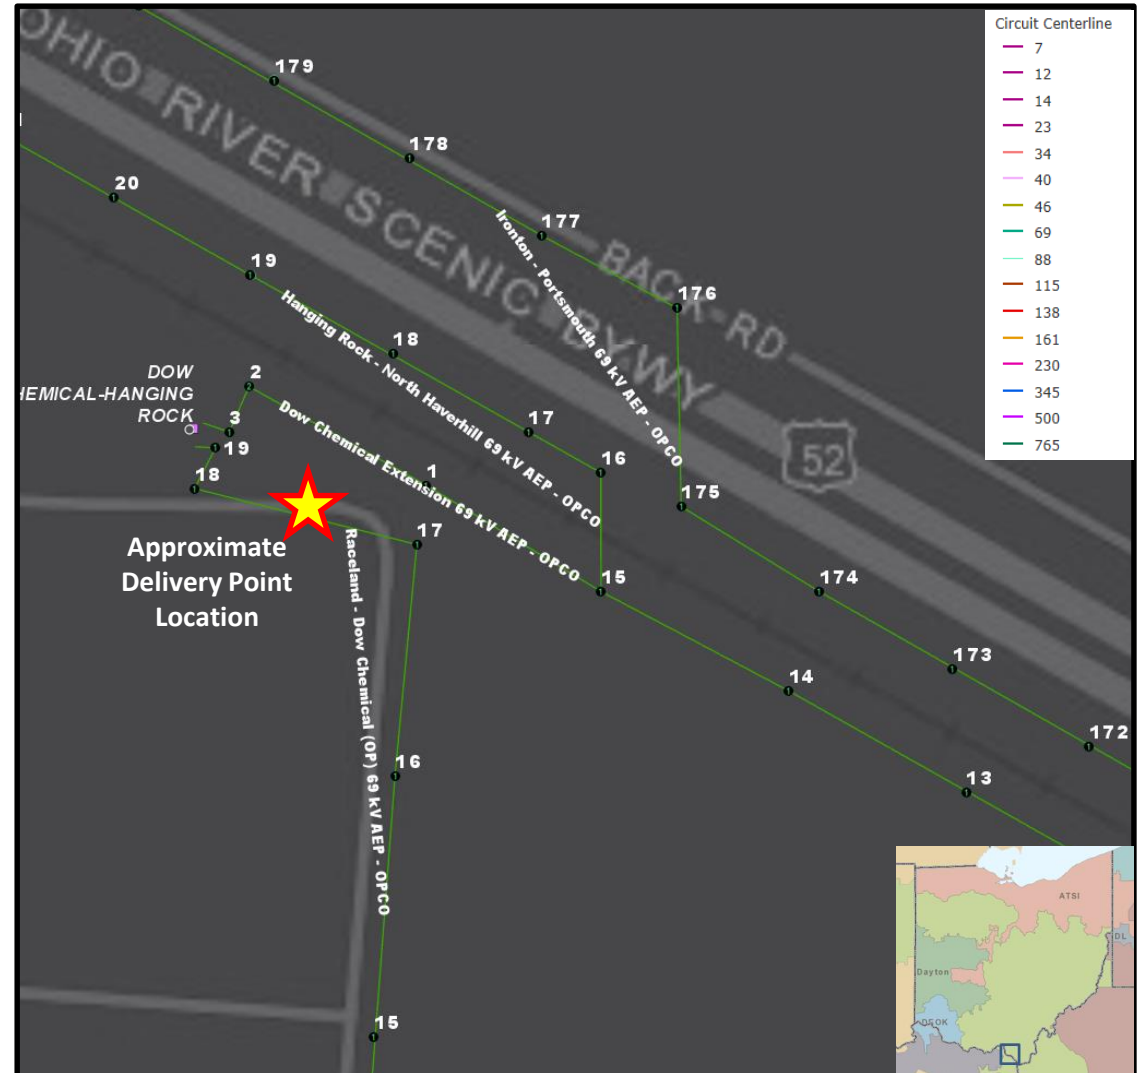 Circuit Centerline
7
12
14
23
34
40
46
69
88
115
138
161
230
345
500
765
OHIO RIVER SCENIC BYWY
BACK RD
52
179
178
177
176
175
174
173
172
Ironton - Portsmouth 69 kV AEP - OPCO
20
19
18
17
16
15
14
13
Hanging Rock - North Haverhill 69 kV AEP - OPCO
DOW
HEMICAL-HANGING
ROCK
2
3
1
Dow Chemical Extension 69 kV AEP - OPCO
19
18
17
16
15
Raceland - Dow Chemical (OP) 69 kV AEP - OPCO
Approximate
Delivery Point
Location
ATSI
DL
Dayton
DEOK